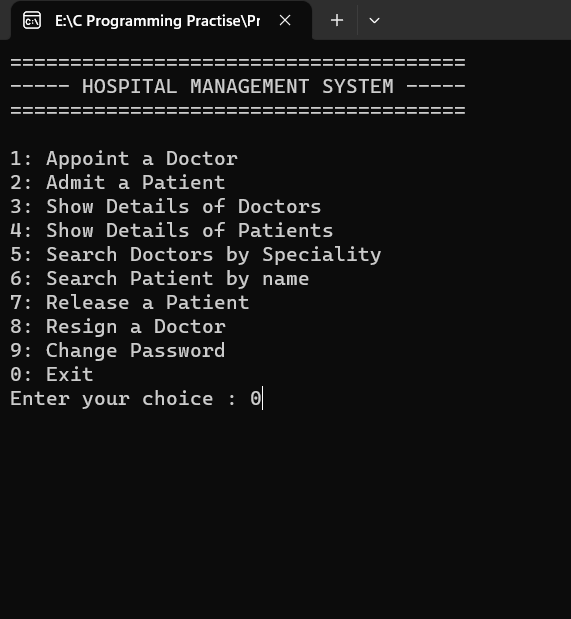 E:\C Programming Practise\Pr
======================================
----- HOSPITAL MANAGEMENT SYSTEM -----
======================================
1: Appoint a Doctor
2: Admit a Patient
3: Show Details of Doctors
4: Show Details of Patients
5: Search Doctors by Speciality
6: Search Patient by name
7: Release a Patient
8: Resign a Doctor
9: Change Password
0: Exit
Enter your choice : 0